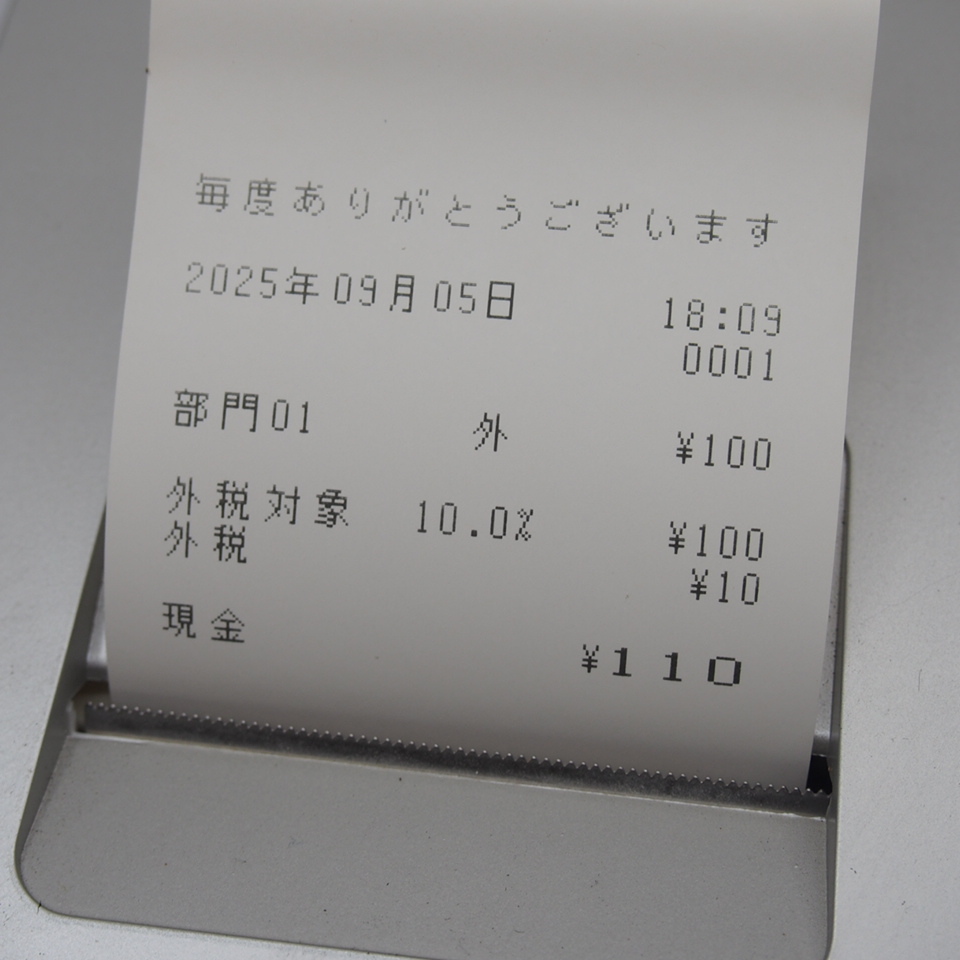 毎度ありがとうございます
2025年09月05日 18:09
0001
部門01 外 ¥100
外税対象 10.0% ¥100
外税 ¥10
現金 ¥110